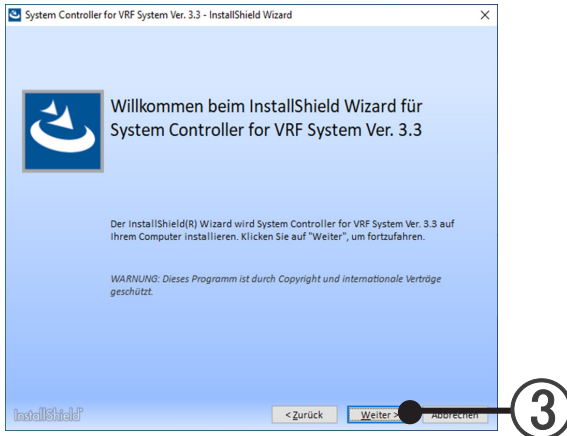 System Controller for VRF System Ver. 3.3 - InstallShield Wizard
Willkommen beim InstallShield Wizard für
System Controller for VRF System Ver. 3.3
Der InstallShield(R) Wizard wird System Controller for VRF System Ver. 3.3 auf
Ihrem Computer installieren. Klicken Sie auf "Weiter", um fortzufahren.
WARNUNG: Dieses Programm ist durch Copyright und internationale Verträge
geschützt.
InstallShield
< Zurück
Weiter >
Abbrechen
3